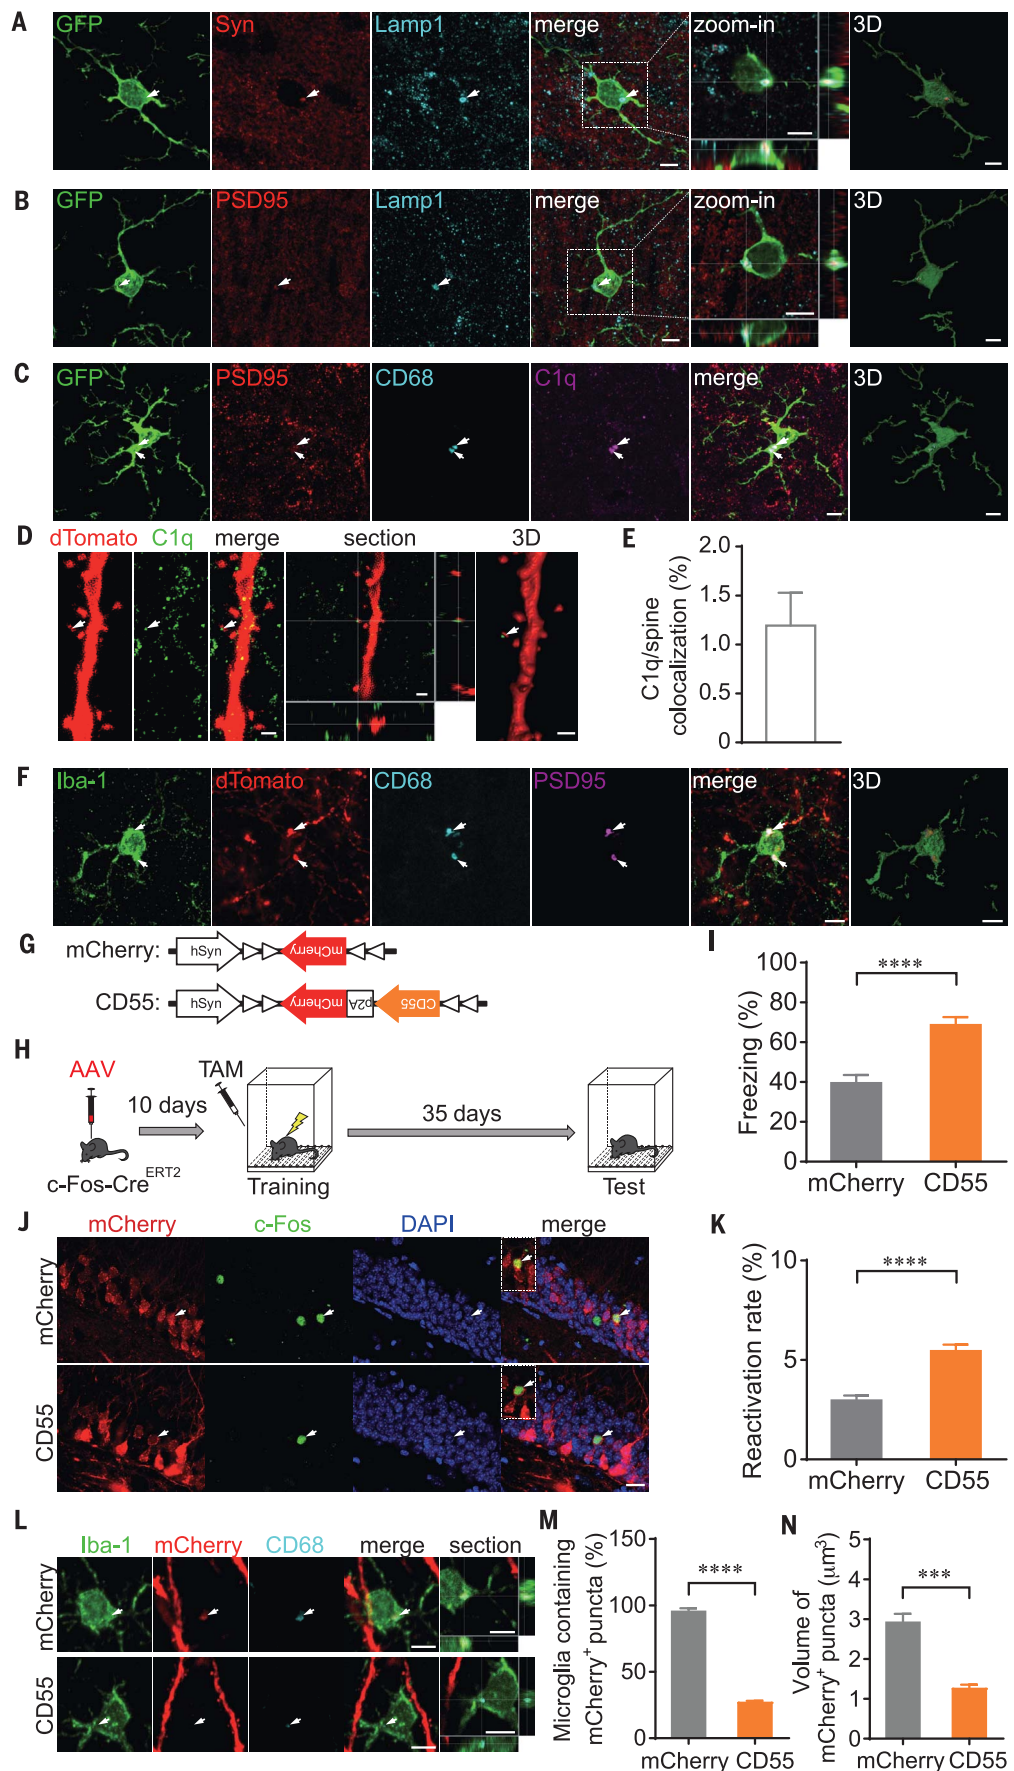 A
GFP Syn Lamp1 merge zoom-in 3D
B
GFP PSD95 Lamp1 merge zoom-in 3D
C
GFP PSD95 CD68 C1q merge 3D
D
dTomato C1q merge section 3D
E
C1q/spine
colocalization (%)
2.0
1.5
1.0
0.5
0
F
Iba-1 dTomato CD68 PSD95 merge 3D
G
mCherry: hSyn mCherry
CD55: hSyn mCherry p2A CD55
H
AAV
10 days
TAM
35 days
c-Fos-Cre^ERT2
Training
Test
I
Freezing (%)
100
80
60
40
20
0
****
mCherry CD55
J
mCherry c-Fos DAPI merge
mCherry
CD55
K
Reactivation rate (%)
10
5
0
****
mCherry CD55
L
Iba-1 mCherry CD68 merge section
mCherry
CD55
M
Microglia containing
mCherry⁺ puncta (%)
150
100
50
0
****
mCherry CD55
N
Volume of
mCherry⁺ puncta (μm³)
5
4
3
2
1
0
***
mCherry CD55